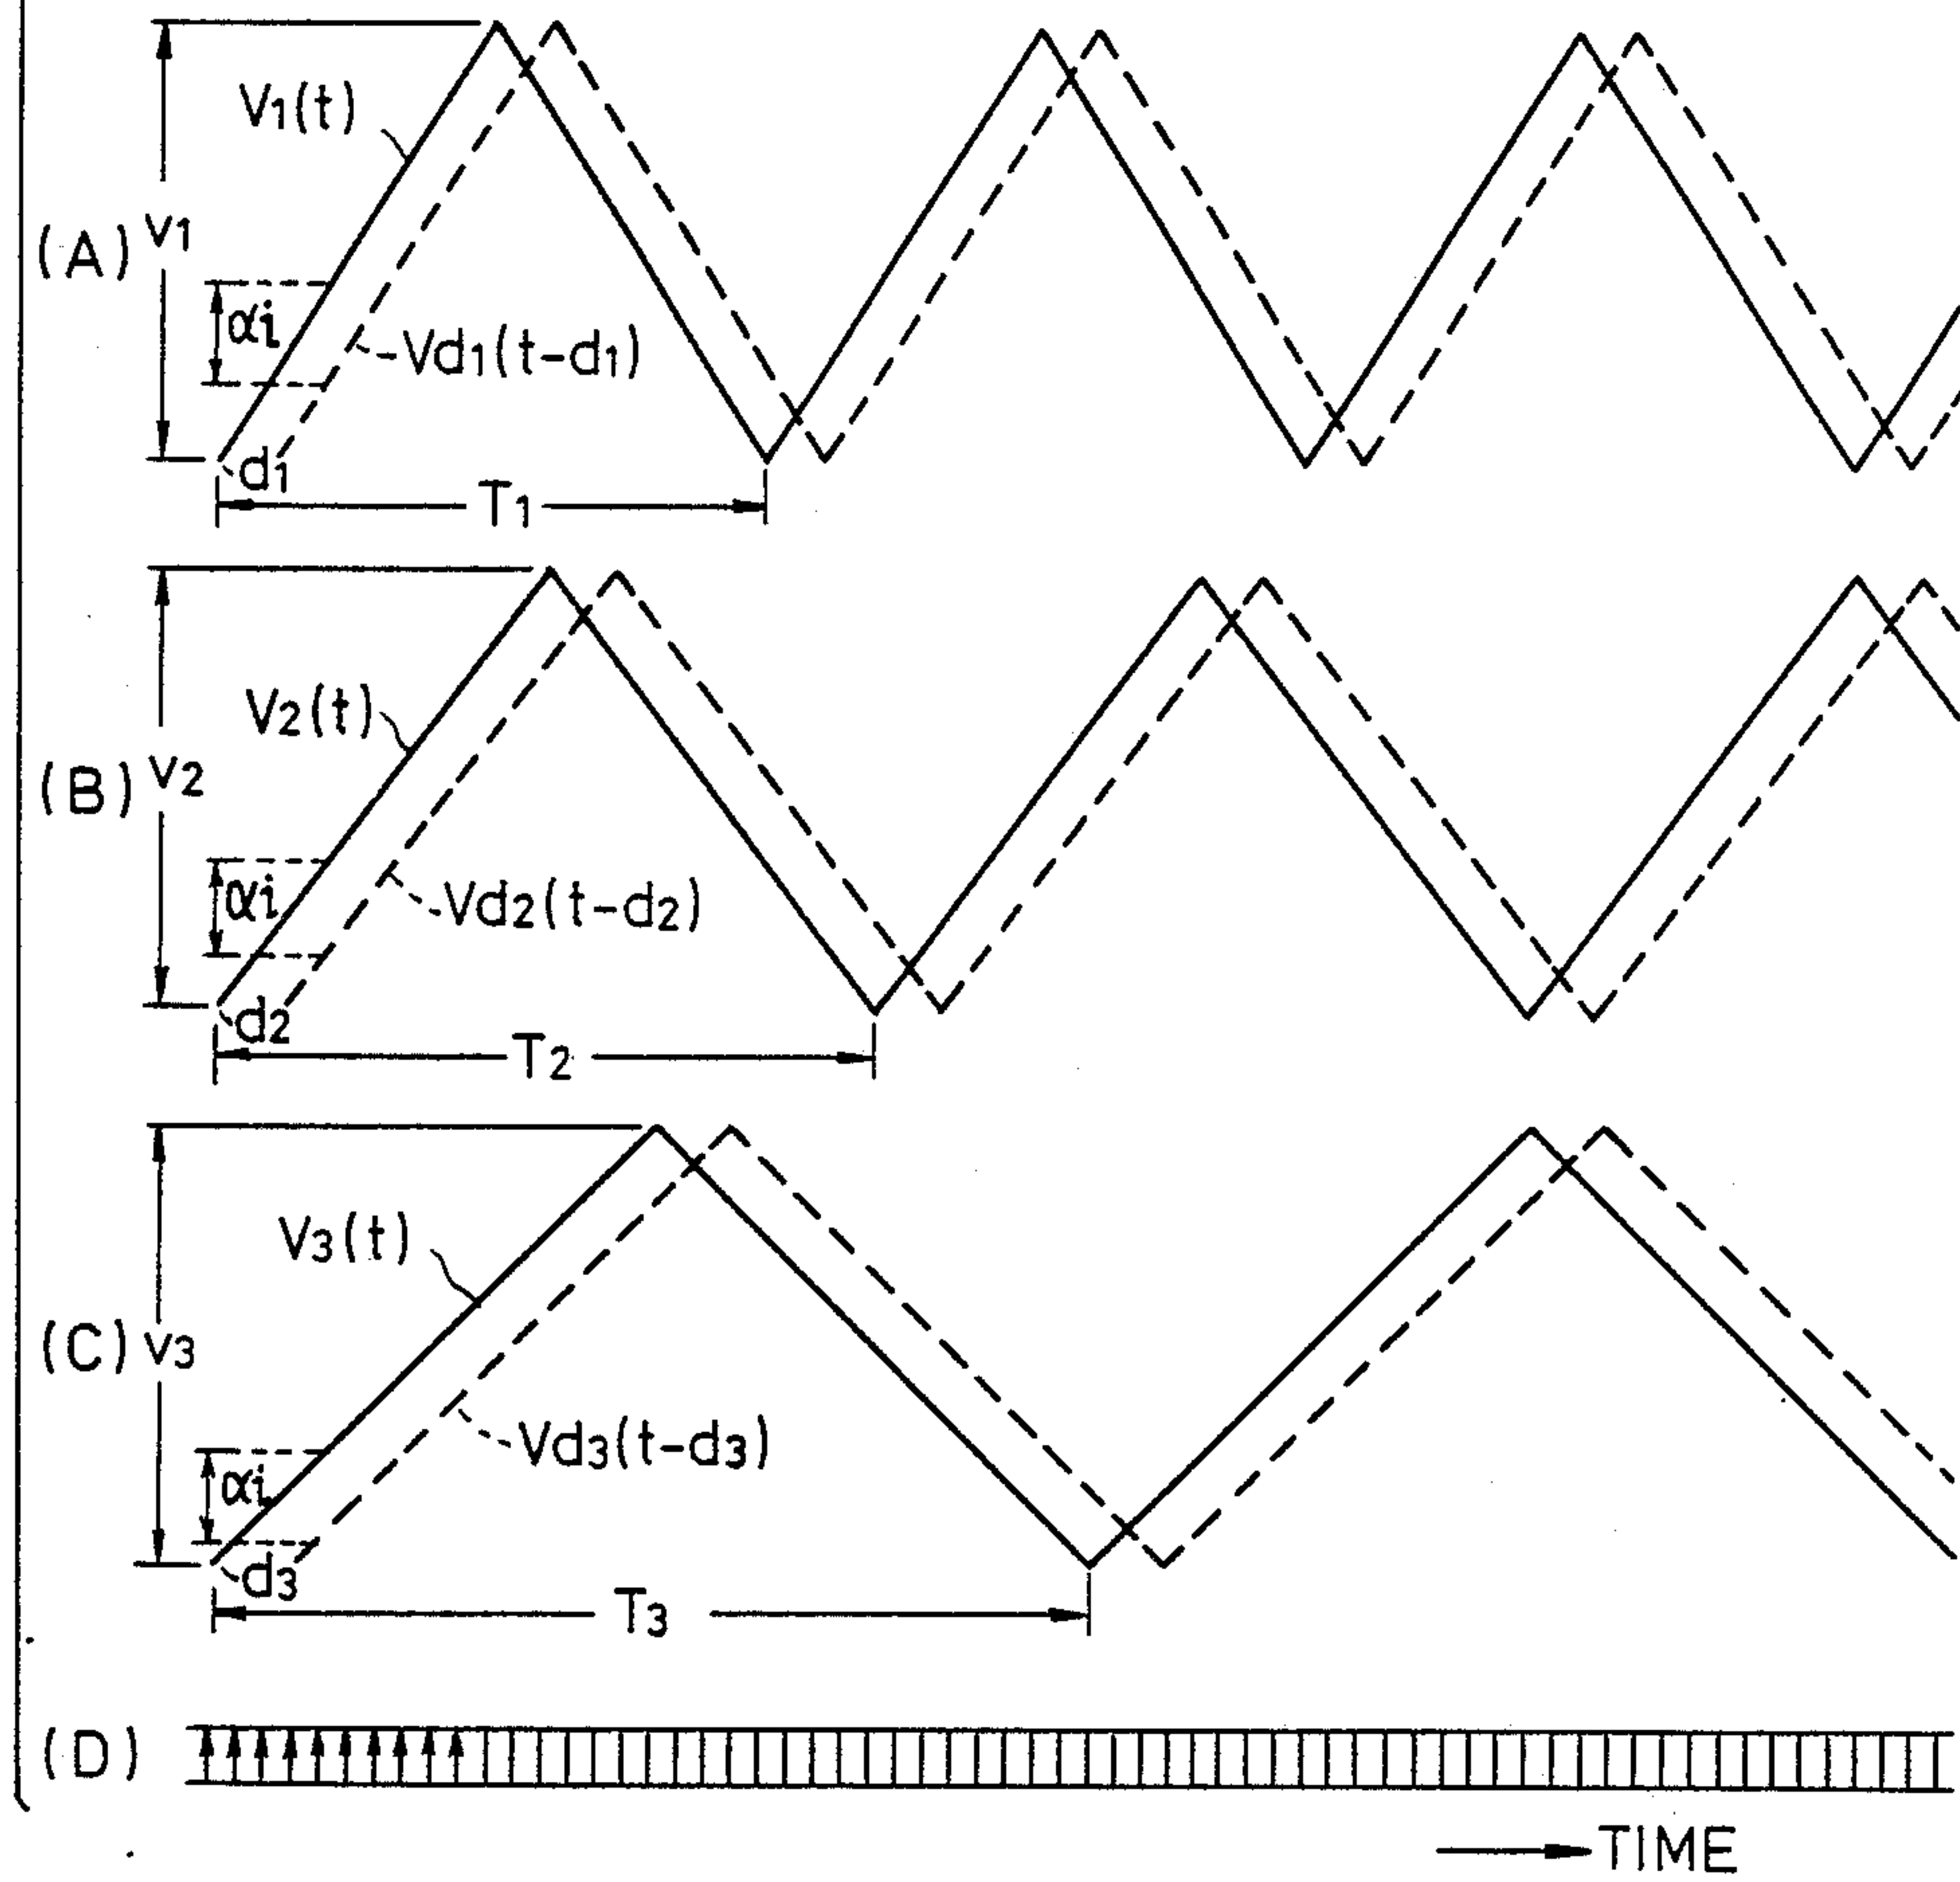 V1(t)
(A) v1
αi
Vd1(t-d1)
d1
T1
V2(t)
(B) v2
αi
Vd2(t-d2)
d2
T2
V3(t)
(C) v3
αi
Vd3(t-d3)
d3
T3
(D)
TIME